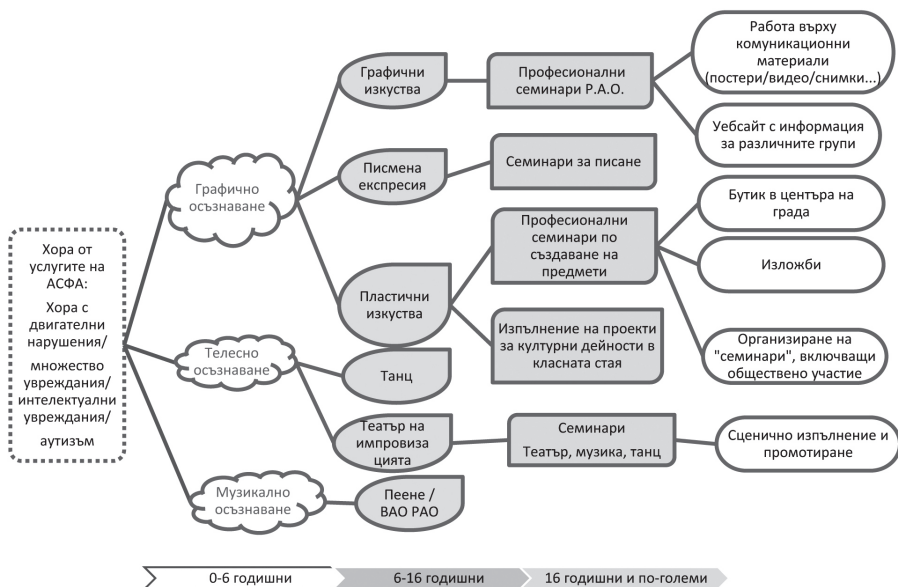 Хора от
услугите на
АСФА:
Хора с
двигателни
нарушения/
множество
увреждания/
интелектуални
увреждания/
аутизъм
Графично
осъзнаване
Телесно
осъзнаване
Музикално
осъзнаване
Графични
изкуства
Писмена
експресия
Пластични
изкуства
Танц
Театър на
импровиза
цията
Пеене /
ВАО РАО
Професионални
семинари Р.А.О.
Семинари за писане
Професионални
семинари по
създаване на
предмети
Изпълнение на проекти
за културни дейности в
класната стая
Семинари
Театър, музика, танц
Работа върху
комуникационни
материали
(постери/видео/снимки...)
Уебсайт с информация
за различните групи
Бутик в центъра на
града
Изложби
Организиране на
"семинари", включващи
обществено участие
Сценично изпълнение и
промотиране
0-6 годишни
6-16 годишни
16 годишни и по-големи